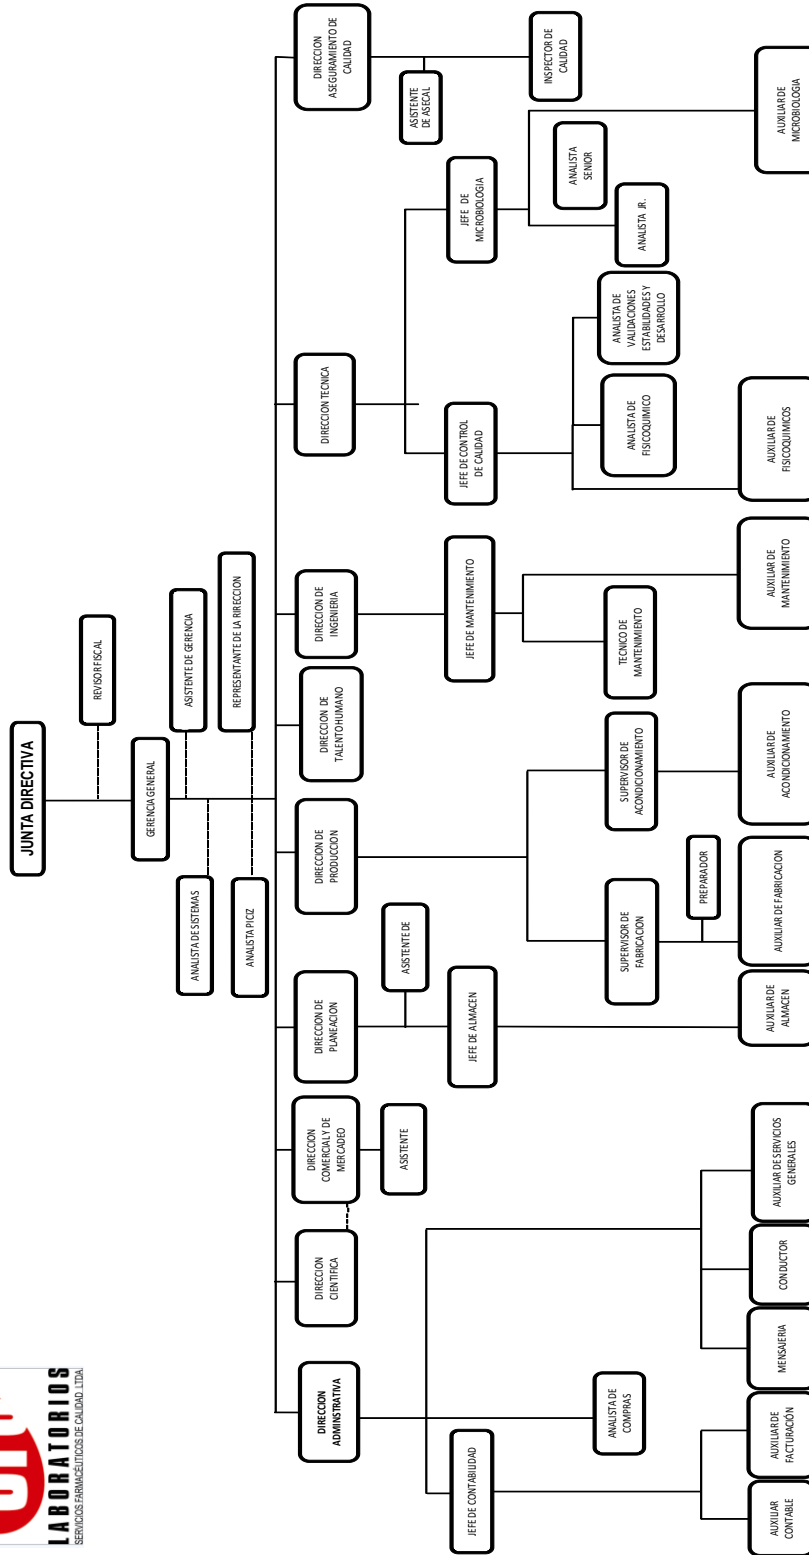 LABORATORIOS
SERVICIOS FARMACÉUTICOS DE CALIDAD LTDA
JUNTA DIRECTIVA
REVISOR FISCAL
GERENCIA GENERAL
ASISTENTE DE GERENCIA
ANALISTA DE SISTEMAS
REPRESENTANTE DE LA RIRECCION
ANALISTA PICIZ
DIRECCION
ADMINSTRATIVA
DIRECCION
CIENTIFICA
DIRECCION
COMERCIAL Y DE
MERCADEO
DIRECCION DE
PLANEACION
DIRECCION DE
PRODUCCION
DIRECCION DE
TALENTO HUMANO
DIRECCION DE
INGENIERIA
DIRECCION TECNICA
DIRECCION
ASEGURAMIENTO DE
CALIDAD
ASISTENTE
ASISTENTE DE
ASISTENTE
DE ASECAL
JEFE DE CONTABILIDAD
JEFE DE ALMACEN
JEFE DE MANTENIMIENTO
JEFE DE CONTROL
DE CALIDAD
JEFE DE
MICROBIOLOGIA
INSPECTOR DE
CALIDAD
ANALISTA DE
COMPRAS
SUPERVISOR DE
FABRICACION
SUPERVISOR DE
ACONDICIONAMIENTO
TECNICO DE
MANTENIMIENTO
ANALISTA DE
FISICOQUIMICO
ANALISTA DE
VALIDACIONES
ESTABILIDADES Y
DESARROLLO
ANALISTA JR.
ANALISTA
SENIOR
PREPARADOR
AUXILIAR
CONTABLE
AUXILIAR DE
FACTURACIÓN
MENSAJERIA
CONDUCTOR
AUXILIAR DE SERVICIOS
GENERALES
AUXILIAR DE
ALMACEN
AUXILIAR DE FABRICACION
AUXILIAR DE
ACONDICIONAMIENTO
AUXILIAR DE
MANTENIMIENTO
AUXILIAR DE
FISICOQUIMICOS
AUXILIAR DE
MICROBIOLOGIA